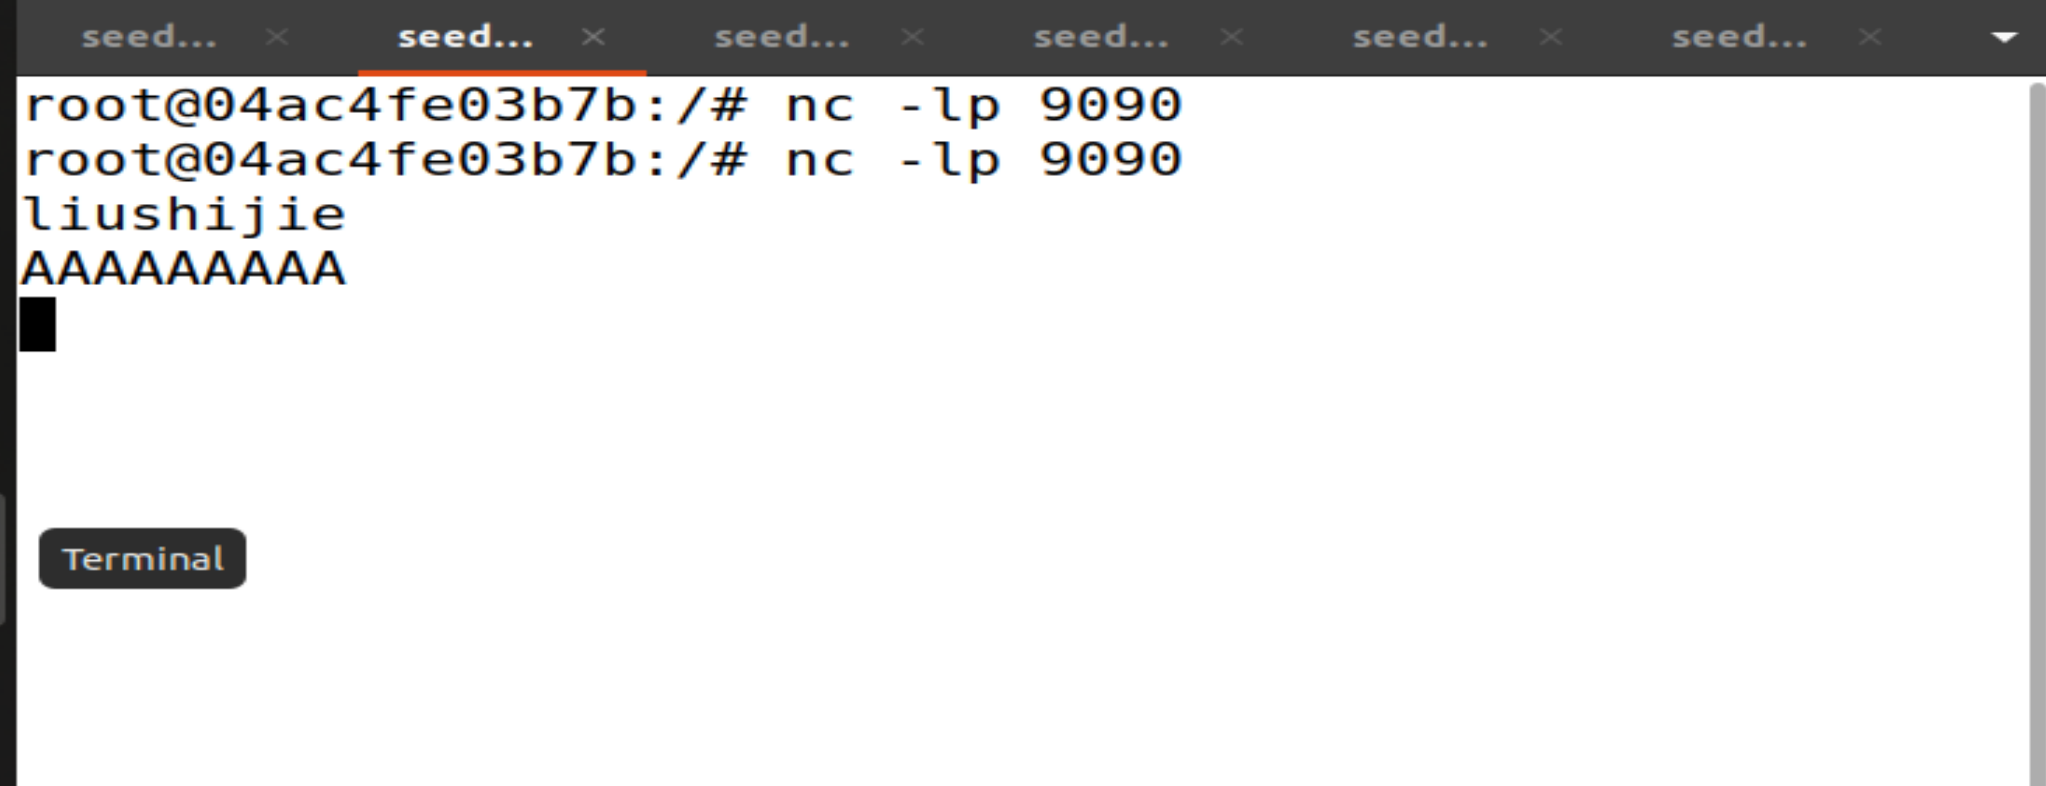 seed... × seed... × seed... × seed... × seed... × seed... ×
root@04ac4fe03b7b:/# nc -lp 9090
root@04ac4fe03b7b:/# nc -lp 9090
liushijie
AAAAAAAAA
Terminal